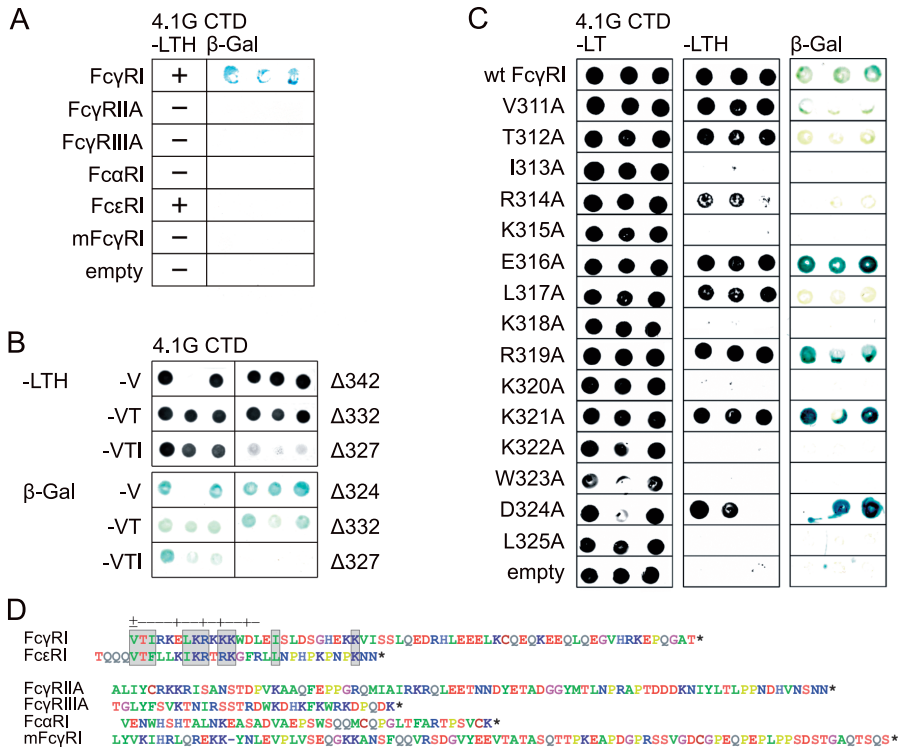 A
4.1G CTD
-LTH β-Gal
FcγRI +
FcγRIIA −
FcγRIIIA −
FcαRI −
FcεRI +
mFcγRI −
empty −
B
4.1G CTD
-LTH -V Δ342
-VT Δ332
-VTI Δ327
β-Gal -V Δ324
-VT Δ332
-VTI Δ327
C
4.1G CTD
-LT -LTH β-Gal
wt FcγRI
V311A
T312A
I313A
R314A
K315A
E316A
L317A
K318A
R319A
K320A
K321A
K322A
W323A
D324A
L325A
empty
D
±−−−−+−−−+−+−−−
FcγRI VTIRKELKRKKKWDLEISLDSGHEKKVISSLQEDRHLEEELKCQEQKEEQLQEGVHRKEPQGAT*
FcεRI TQQQVTFLLKIKRTRKGFRLLNPHPKPNPKNN*
FcγRIIA ALIYCRKKRISANSTDPVKAAQFEPPGRQMIAIRKRQLEETNNDYETADGGYMTLNPRAPTDDDKNIYLTLPPNDHVNSNN*
FcγRIIIA TGLYFSVKTNIRSSTRDWKDHKFKWRKDPQDK*
FcαRI VENWHSHTALNKEASADVAEPSWSQQMCQPGLTFARTPSVCK*
mFcγRI LYVKIHRLQREKK-YNLEVPLVSEQGKKANSFQQVRSDGVYEEVTATASQTTPKEAPDGPRSSVGDCGPEQPEPLPPSDSTGAQTSQS*